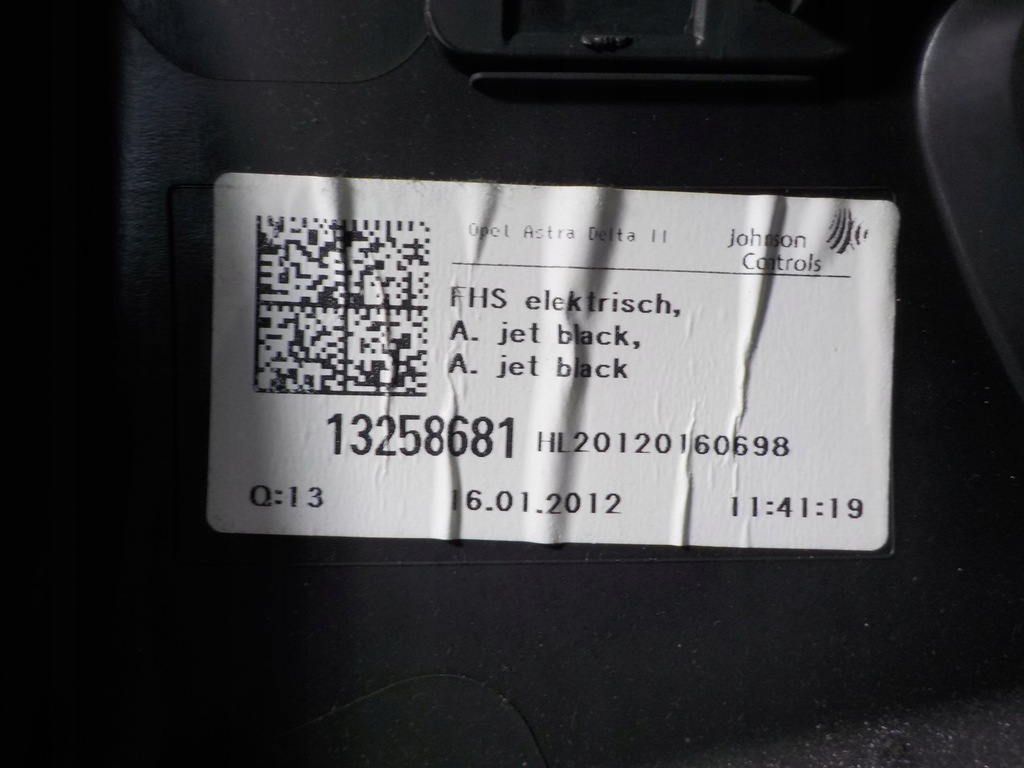 Opel Astra Delta II
Johnson
Controls
FHS elektrisch,
A. jet black,
A. jet black
13258681 HL20120160698
Q:13 16.01.2012 11:41:19